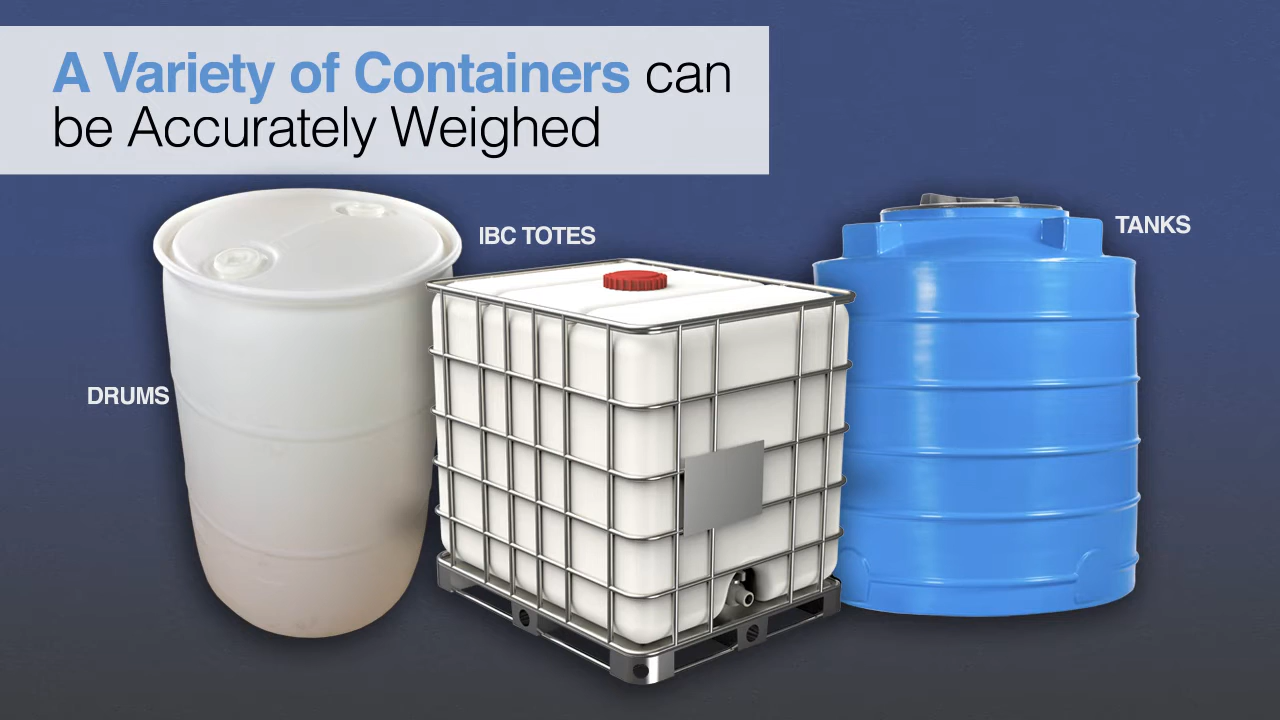 A Variety of Containers can
be Accurately Weighed
IBC TOTES
TANKS
DRUMS